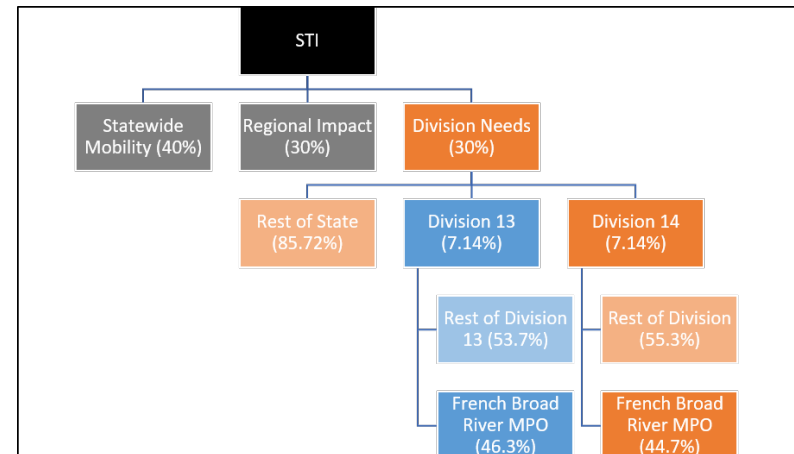 STI
Statewide
Mobility (40%)
Regional Impact
(30%)
Division Needs
(30%)
Rest of State
(85.72%)
Division 13
(7.14%)
Division 14
(7.14%)
Rest of Division
13 (53.7%)
Rest of Division
(55.3%)
French Broad
River MPO
(46.3%)
French Broad
River MPO
(44.7%)